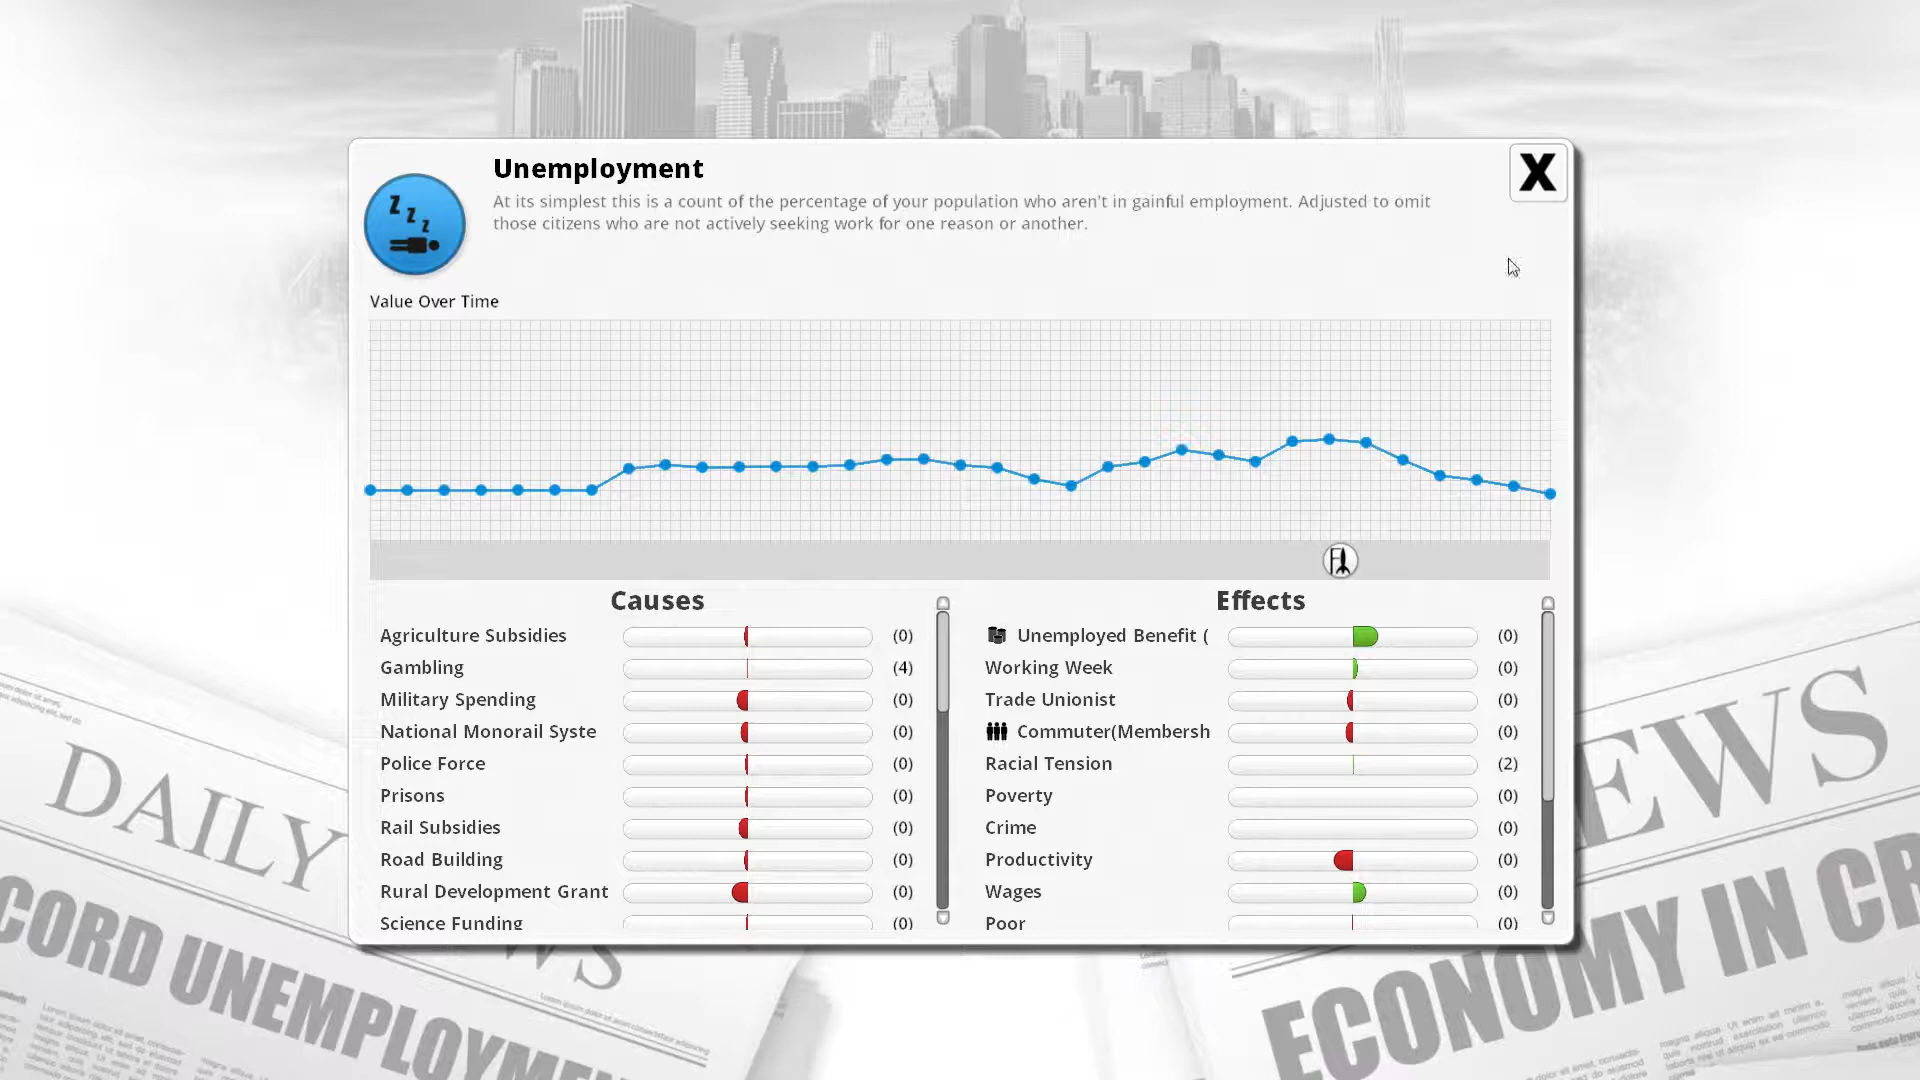 Unemployment
At its simplest this is a count of the percentage of your population who aren't in gainful employment. Adjusted to omit
those citizens who are not actively seeking work for one reason or another.
X
Value Over Time
Causes
Effects
Agriculture Subsidies (0)
Gambling (4)
Military Spending (0)
National Monorail Syste (0)
Police Force (0)
Prisons (0)
Rail Subsidies (0)
Road Building (0)
Rural Development Grant (0)
Science Funding (0)
Unemployed Benefit ( (0)
Working Week (0)
Trade Unionist (0)
Commuter(Membersh (0)
Racial Tension (2)
Poverty (0)
Crime (0)
Productivity (0)
Wages (0)
Poor (0)
DAILY
WS
CORD UNEMPLOYME
EWS
ECONOMY IN CR